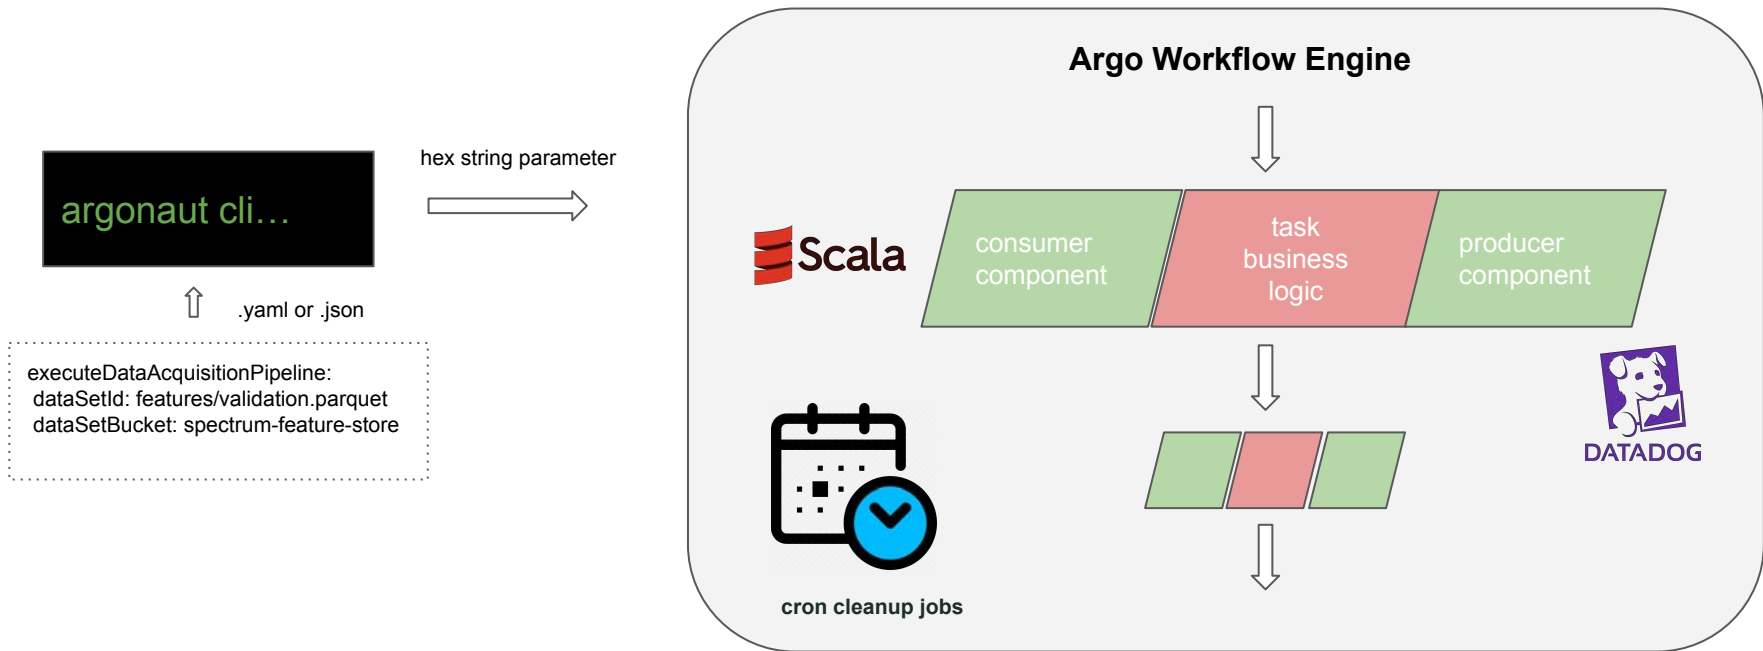 Argo Workflow Engine
hex string parameter
argonaut cli…
.yaml or .json
executeDataAcquisitionPipeline:
dataSetId: features/validation.parquet
dataSetBucket: spectrum-feature-store
Scala
consumer
component
task
business
logic
producer
component
DATADOG
cron cleanup jobs